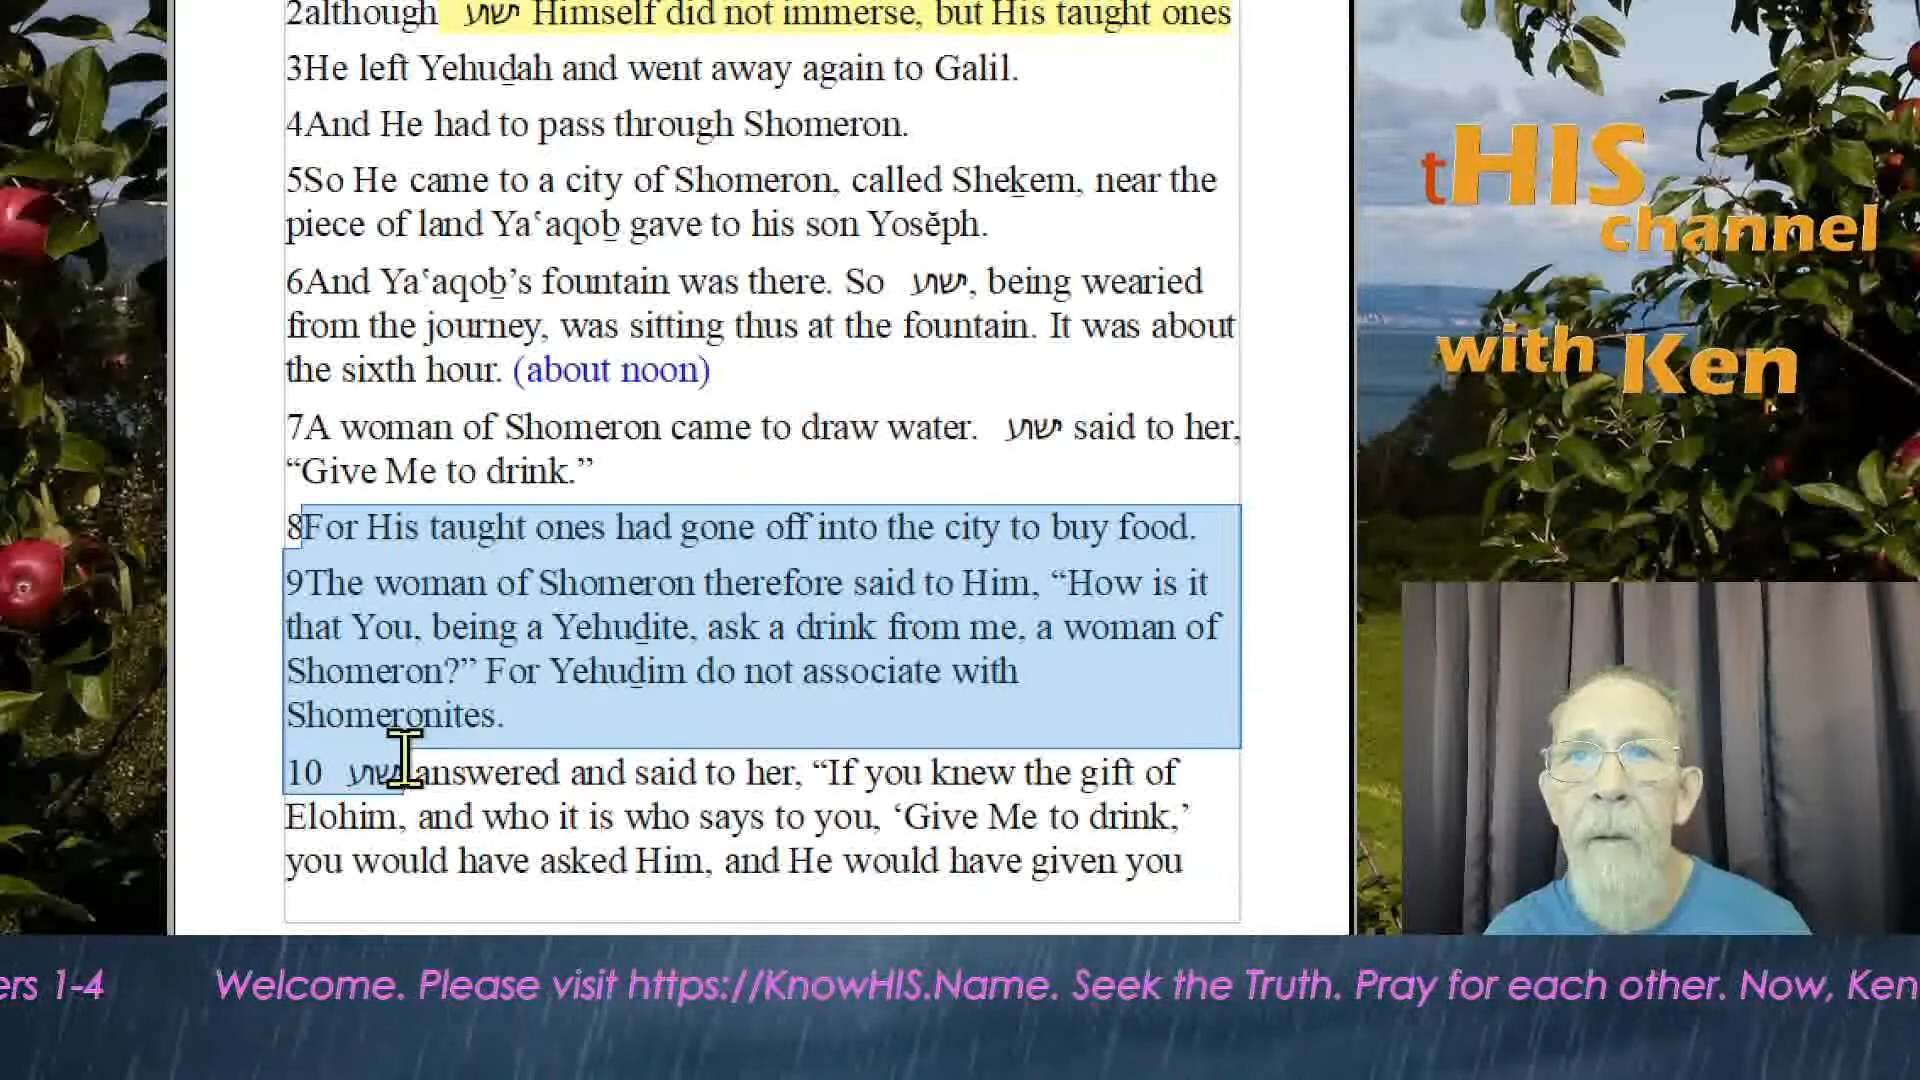 2although ישוע Himself did not immerse, but His taught ones
3He left Yehuḏah and went away again to Galil.
4And He had to pass through Shomeron.
5So He came to a city of Shomeron, called Sheḵem, near the
piece of land Yaʽaqoḇ gave to his son Yosĕph.
6And Yaʽaqoḇ’s fountain was there. So ישוע, being wearied
from the journey, was sitting thus at the fountain. It was about
the sixth hour. (about noon)
7A woman of Shomeron came to draw water. ישוע said to her,
“Give Me to drink.”
8For His taught ones had gone off into the city to buy food.
9The woman of Shomeron therefore said to Him, “How is it
that You, being a Yehuḏite, ask a drink from me, a woman of
Shomeron?” For Yehuḏim do not associate with
Shomeronites.
10 ישוע answered and said to her, “If you knew the gift of
Elohim, and who it is who says to you, ‘Give Me to drink,’
you would have asked Him, and He would have given you
tHIS
channel
with Ken
ers 1-4 Welcome. Please visit https://KnowHIS.Name. Seek the Truth. Pray for each other. Now, Ken